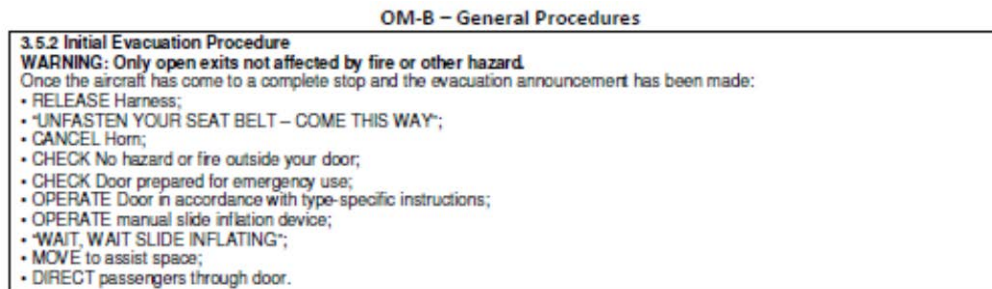 OM-B – General Procedures
3.5.2 Initial Evacuation Procedure
WARNING: Only open exits not affected by fire or other hazard.
Once the aircraft has come to a complete stop and the evacuation announcement has been made:
• RELEASE Harness;
• “UNFASTEN YOUR SEAT BELT – COME THIS WAY”;
• CANCEL Horn;
• CHECK No hazard or fire outside your door;
• CHECK Door prepared for emergency use;
• OPERATE Door in accordance with type-specific instructions;
• OPERATE manual slide inflation device;
• “WAIT, WAIT SLIDE INFLATING”;
• MOVE to assist space;
• DIRECT passengers through door.